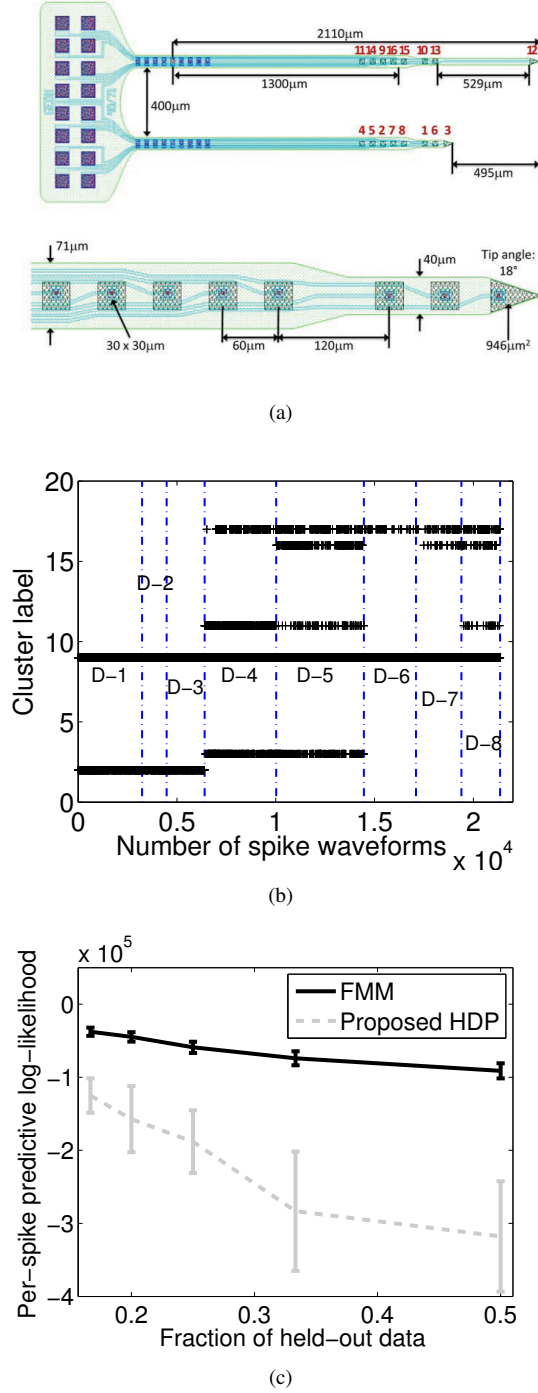 2110μm
11 14 9 16 15 10 13 12
1300μm
529μm
400μm
4 5 2 7 8 1 6 3
495μm
71μm
40μm
Tip angle:
18°
30 x 30μm
60μm
120μm
946μm²
(a)
20
15
10
5
0
Cluster label
D-2
D-1
D-3
D-4
D-5
D-6
D-7
D-8
0 0.5 1 1.5 2
Number of spike waveforms
x 10⁴
(b)
x 10⁵
0
-1
-2
-3
-4
Per-spike predictive log-likelihood
FMM
Proposed HDP
0.2 0.3 0.4 0.5
Fraction of held-out data
(c)